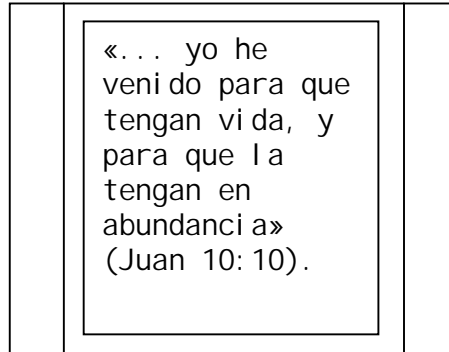 «... yo he
venido para que
tengan vida, y
para que la
tengan en
abundancia»
(Juan 10:10).